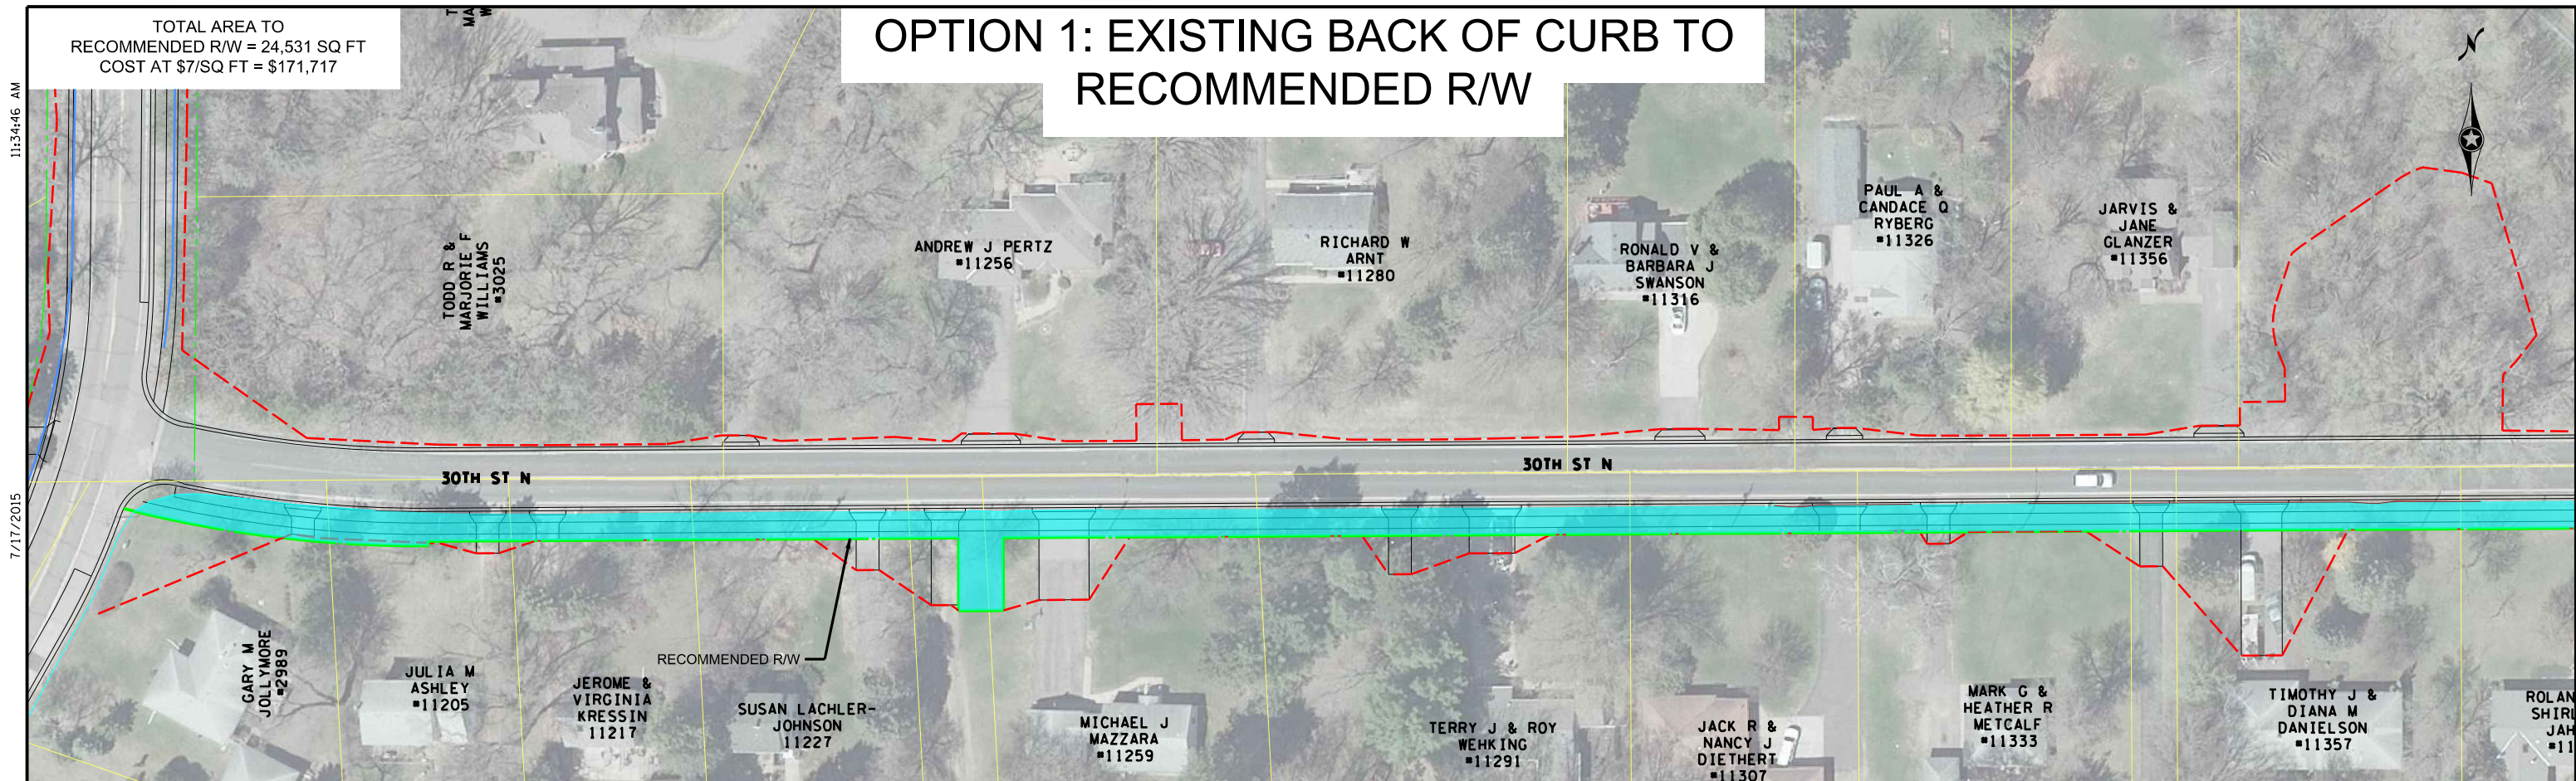 TOTAL AREA TO
RECOMMENDED R/W = 24,531 SQ FT
COST AT $7/SQ FT = $171,717
OPTION 1: EXISTING BACK OF CURB TO
RECOMMENDED R/W
N
11:34:46 AM
7/17/2015
TODD R &
MARJORIE F
WILLIAMS
#3025
ANDREW J PERTZ
#11256
RICHARD W
ARNT
#11280
RONALD V &
BARBARA J
SWANSON
#11316
PAUL A &
CANDACE Q
RYBERG
#11326
JARVIS &
JANE
GLANZER
#11356
30TH ST N
30TH ST N
RECOMMENDED R/W
GARY M
JOLLYMORE
#2989
JULIA M
ASHLEY
#11205
JEROME &
VIRGINIA
KRESSIN
11217
SUSAN LACHLER-
JOHNSON
11227
MICHAEL J
MAZZARA
#11259
TERRY J & ROY
WEHKING
#11291
JACK R &
NANCY J
DIETHERT
#11307
MARK G &
HEATHER R
METCALF
#11333
TIMOTHY J &
DIANA M
DANIELSON
#11357
ROLAN
SHIRL
JAH
#11